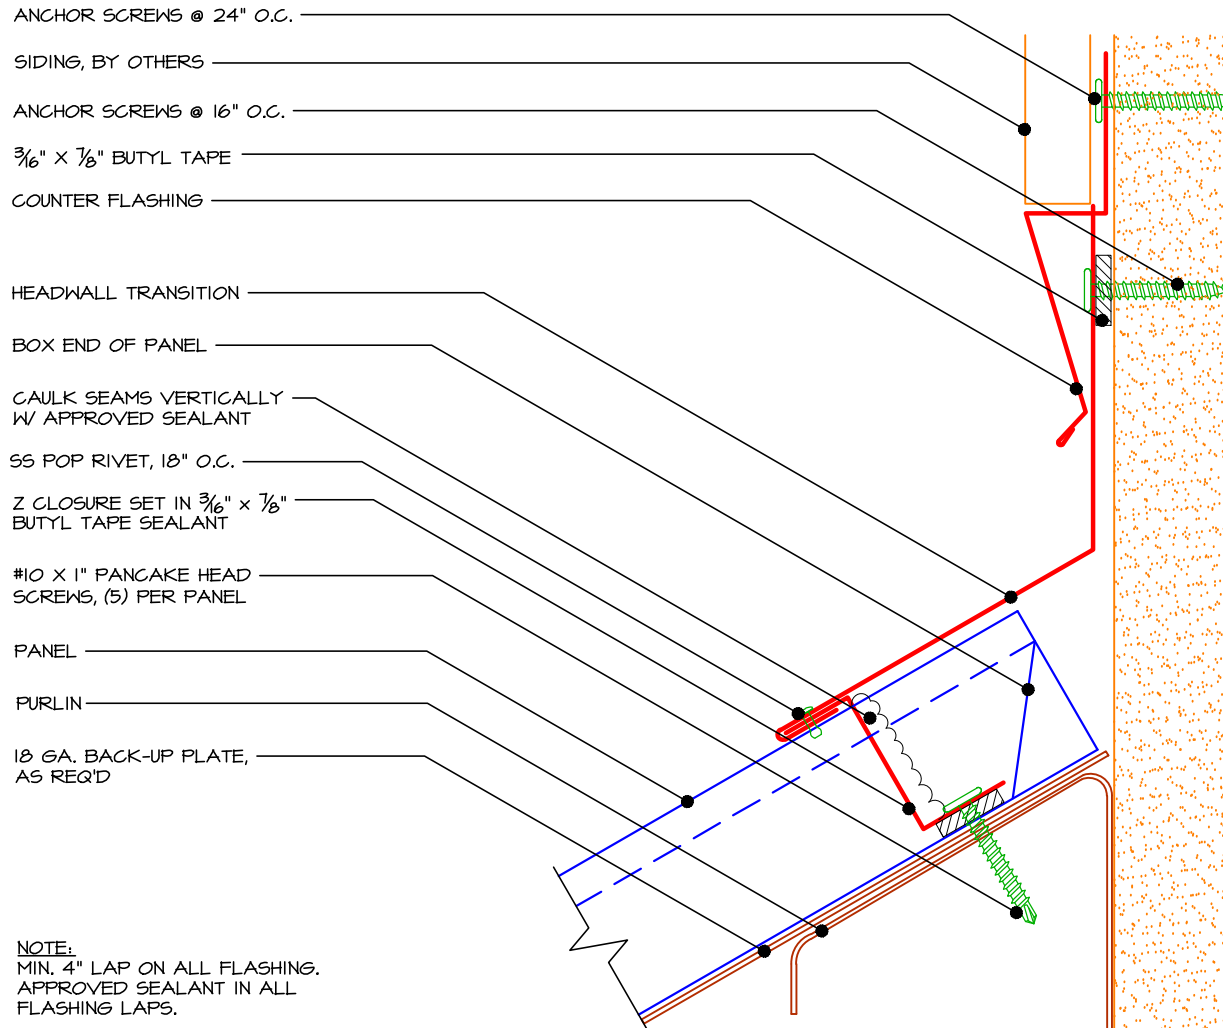 ANCHOR SCREWS @ 24" O.C.
SIDING, BY OTHERS
ANCHOR SCREWS @ 16" O.C.
3/16" X 7/8" BUTYL TAPE
COUNTER FLASHING
HEADWALL TRANSITION
BOX END OF PANEL
CAULK SEAMS VERTICALLY
W/ APPROVED SEALANT
SS POP RIVET, 18" O.C.
Z CLOSURE SET IN 3/16" x 7/8"
BUTYL TAPE SEALANT
#10 X 1" PANCAKE HEAD
SCREWS, (5) PER PANEL
PANEL
PURLIN
18 GA. BACK-UP PLATE,
AS REQ'D
NOTE:
MIN. 4" LAP ON ALL FLASHING.
APPROVED SEALANT IN ALL
FLASHING LAPS.